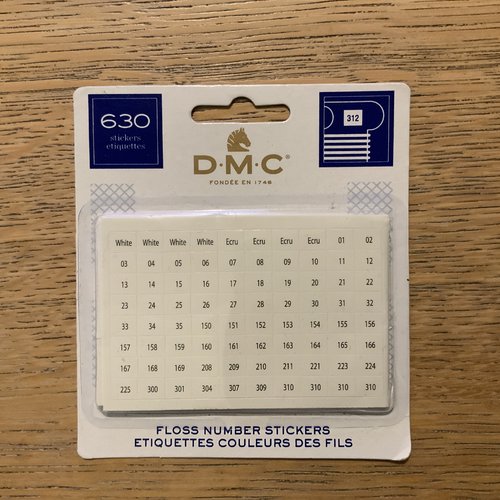 630
stickers
etiquettes
312
D·M·C®
FONDÉE EN 1746
White White White White Ecru Ecru Ecru Ecru 01 02
03 04 05 06 07 08 09 10 11 12
13 14 15 16 17 18 19 20 21 22
23 24 25 26 27 28 29 30 31 32
33 34 35 150 151 152 153 154 155 156
157 158 159 160 161 162 163 164 165 166
167 168 169 208 209 210 211 221 223 224
225 300 301 304 307 309 310 310 310 310
FLOSS NUMBER STICKERS
ETIQUETTES COULEURS DES FILS